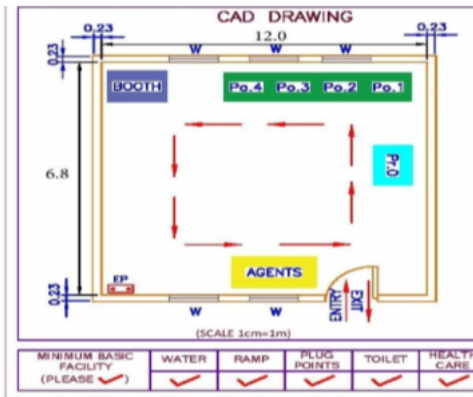 CAD DRAWING
0.23
12.0
0.23
0.23
W
W
W
BOOTH
Po.4
Po.3
Po.2
Po.1
6.8
Pr.O
EP
AGENTS
ENTRY
EXIT
0.23
W
W
(SCALE 1cm=1m)
MINIMUM BASIC
FACILITY
(PLEASE ✓)
WATER
RAMP
PLUG
POINTS
TOILET
HEALTH
CARE